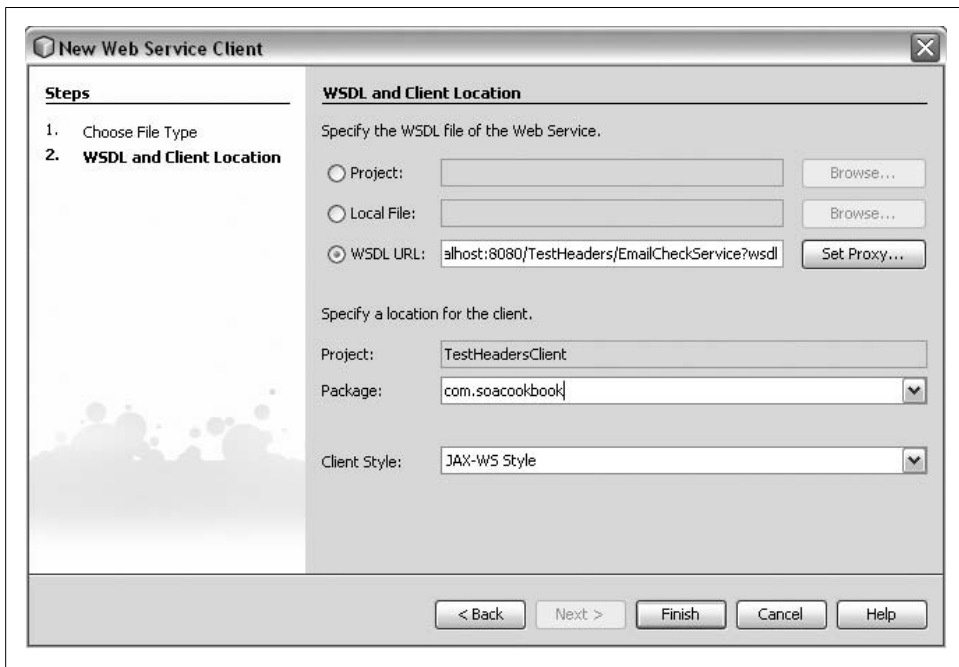 New Web Service Client
Steps
1. Choose File Type
2. WSDL and Client Location
WSDL and Client Location
Specify the WSDL file of the Web Service.
Project:
Browse...
Local File:
Browse...
WSDL URL: alhost:8080/TestHeaders/EmailCheckService?wsdl
Set Proxy...
Specify a location for the client.
Project: TestHeadersClient
Package: com.soacookbook
Client Style: JAX-WS Style
< Back Next > Finish Cancel Help